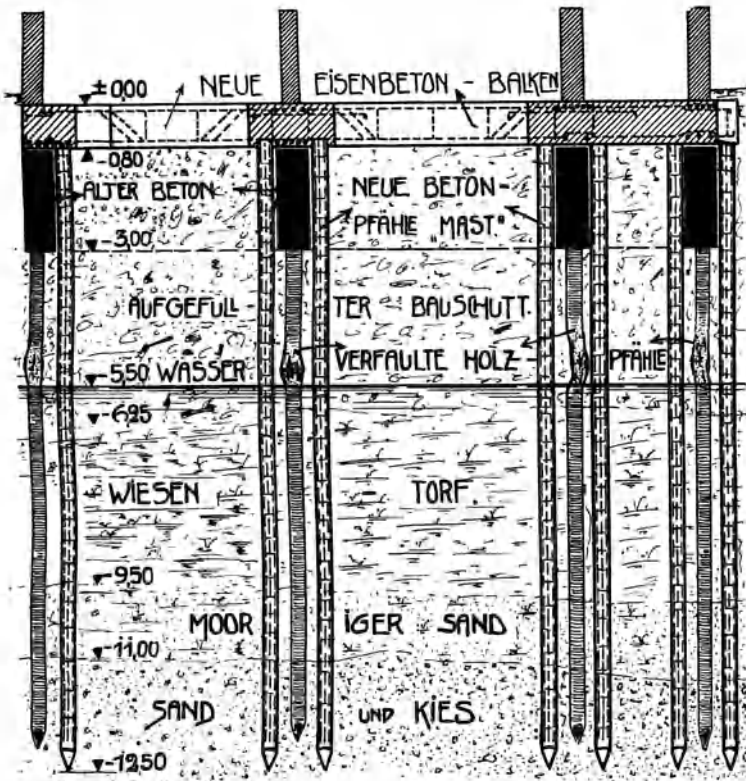 ± 0,00 NEUE EISENBETON - BALKEN
- 0,80
ALTER BETON NEUE BETON-
PFÄHLE „MAST."
- 3,00
AUFGEFÜLL- TER BAUSCHUTT.
VERFAULTE HOLZ- PFÄHLE
- 5,50 WASSER
- 6,25
WIESEN - TORF.
- 9,50
MOOR IGER SAND
- 11,00
SAND UND KIES.
- 12,50